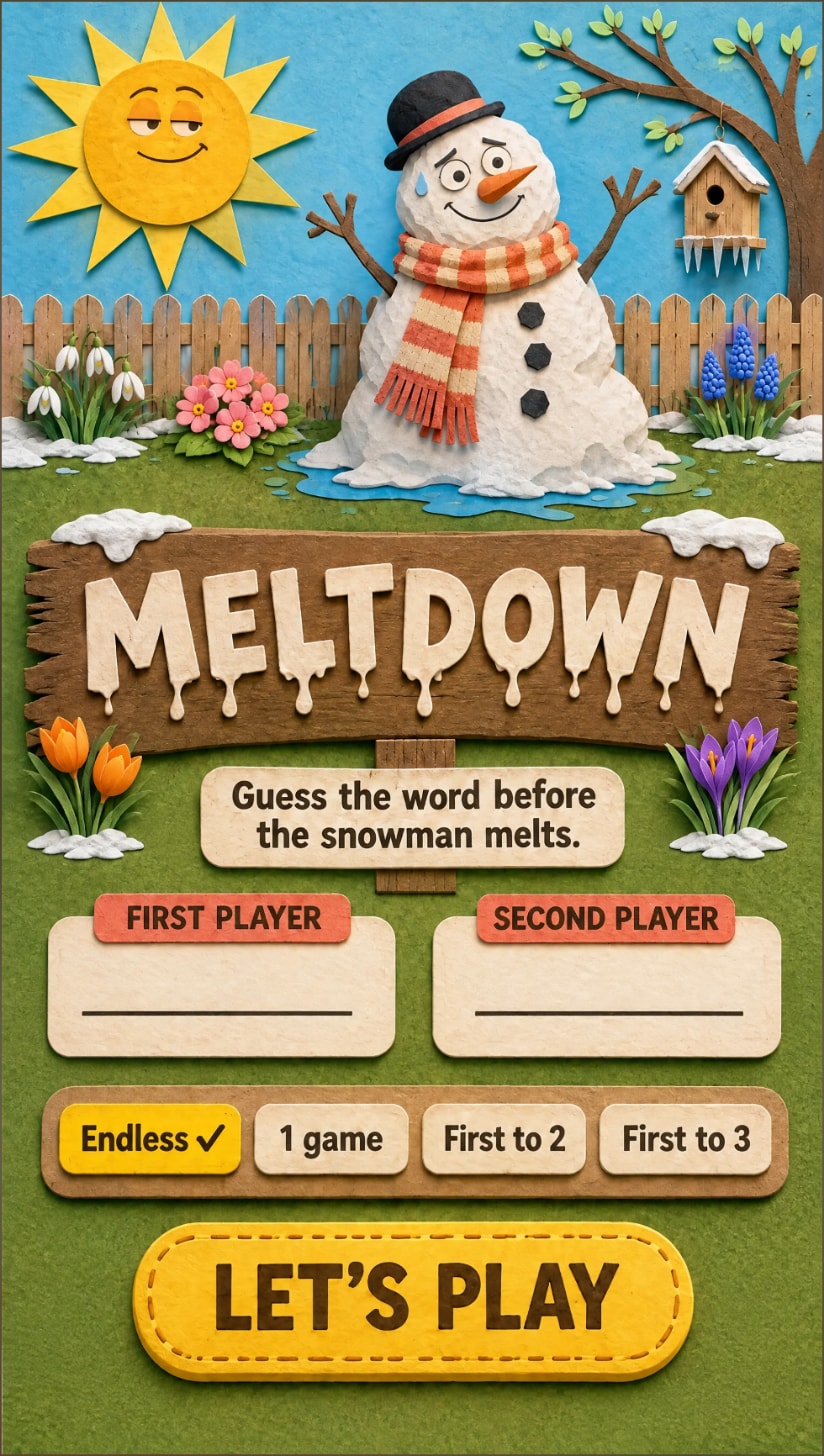 MELTDOWN
Guess the word before
the snowman melts.
FIRST PLAYER
SECOND PLAYER
Endless ✓
1 game
First to 2
First to 3
LET'S PLAY